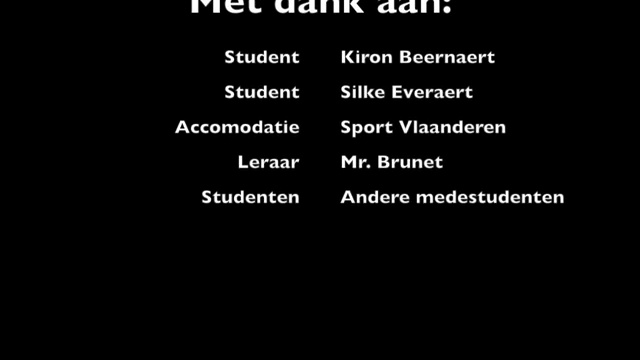 Met dank aan:
Student Kiron Beernaert
Student Silke Everaert
Accomodatie Sport Vlaanderen
Leraar Mr. Brunet
Studenten Andere medestudenten